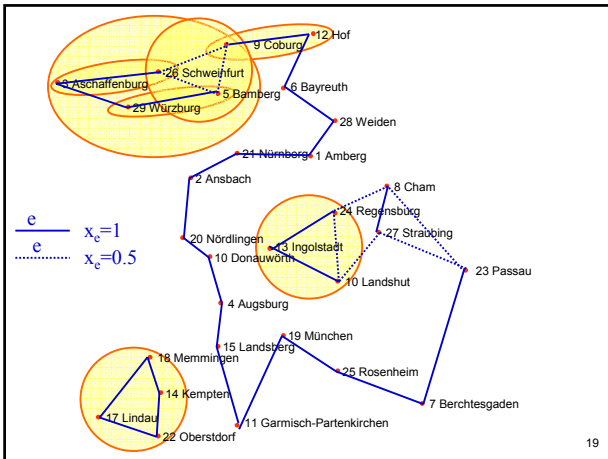 12 Hof
9 Coburg
26 Schweinfurt
3 Aschaffenburg
5 Bamberg
6 Bayreuth
29 Würzburg
28 Weiden
21 Nürnberg
1 Amberg
2 Ansbach
8 Cham
24 Regensburg
e
x_e=1
27 Straubing
20 Nördlingen
13 Ingolstadt
e
x_e=0.5
10 Donauwörth
23 Passau
10 Landshut
4 Augsburg
19 München
15 Landsberg
18 Memmingen
25 Rosenheim
14 Kempten
7 Berchtesgaden
17 Lindau
11 Garmisch-Partenkirchen
22 Oberstdorf
19